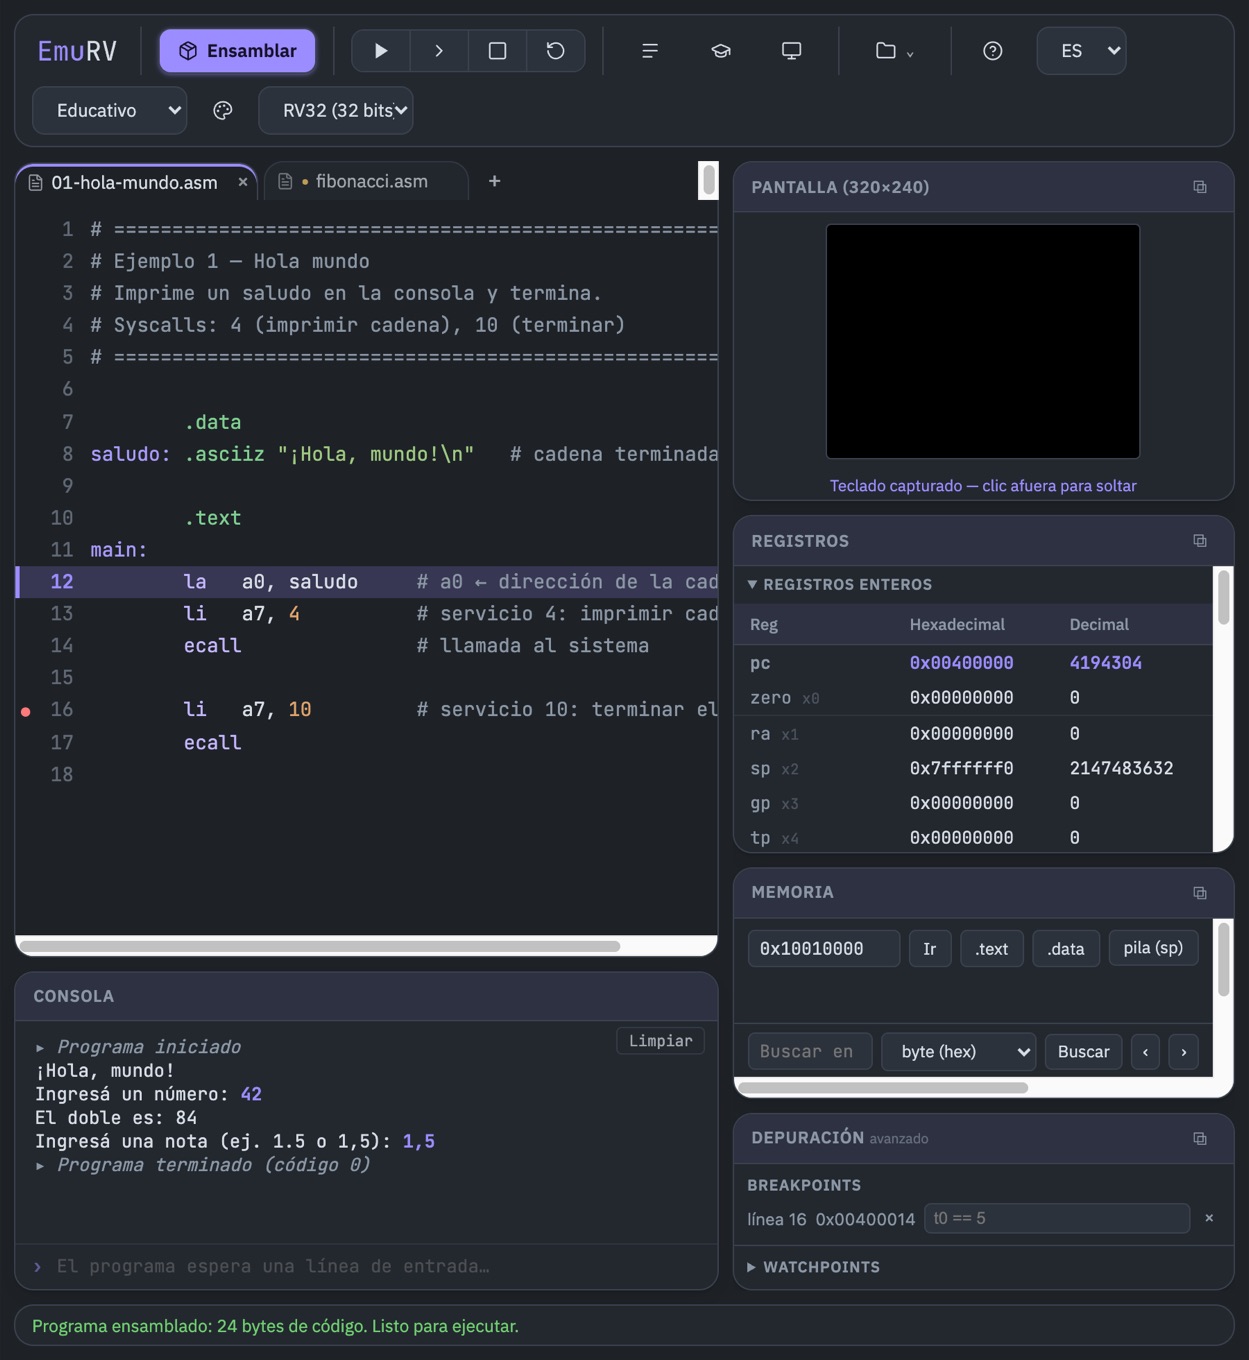 EmuRV
Ensamblar
ES
Educativo
RV32 (32 bits
01-hola-mundo.asm ×
fibonacci.asm
+
1 # ====================================================
2 # Ejemplo 1 — Hola mundo
3 # Imprime un saludo en la consola y termina.
4 # Syscalls: 4 (imprimir cadena), 10 (terminar)
5 # ====================================================
6
7 .data
8 saludo: .asciiz "¡Hola, mundo!\n" # cadena terminada
9
10 .text
11 main:
12 la a0, saludo # a0 ← dirección de la cad
13 li a7, 4 # servicio 4: imprimir cad
14 ecall # llamada al sistema
15
16 li a7, 10 # servicio 10: terminar el
17 ecall
18
CONSOLA
Limpiar
▸ Programa iniciado
¡Hola, mundo!
Ingresá un número: 42
El doble es: 84
Ingresá una nota (ej. 1.5 o 1,5): 1,5
▸ Programa terminado (código 0)
› El programa espera una línea de entrada…
PANTALLA (320×240)
Teclado capturado — clic afuera para soltar
REGISTROS
▼ REGISTROS ENTEROS
Reg Hexadecimal Decimal
pc 0x00400000 4194304
zero x0 0x00000000 0
ra x1 0x00000000 0
sp x2 0x7ffffff0 2147483632
gp x3 0x00000000 0
tp x4 0x00000000 0
MEMORIA
0x10010000 Ir .text .data pila (sp)
Buscar en byte (hex) Buscar ‹ ›
DEPURACIÓN avanzado
BREAKPOINTS
línea 16 0x00400014 t0 == 5 ×
▶ WATCHPOINTS
Programa ensamblado: 24 bytes de código. Listo para ejecutar.